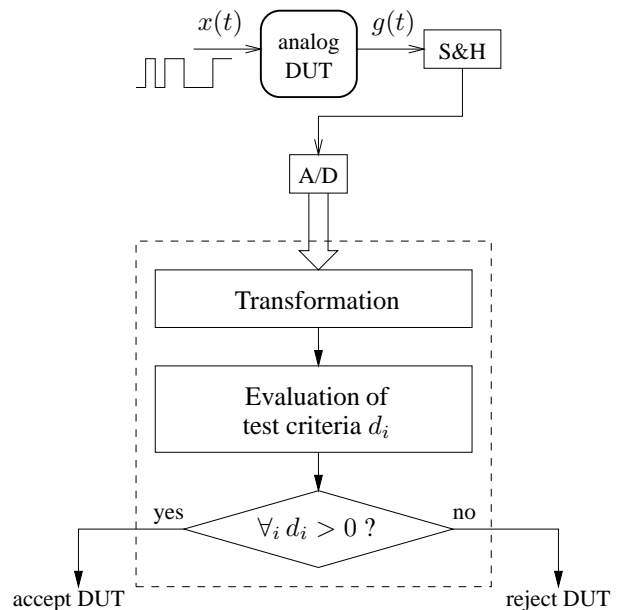 x(t)
analog
DUT
g(t)
S&H
A/D
Transformation
Evaluation of
test criteria d_i
yes
∀_i d_i > 0 ?
no
accept DUT
reject DUT